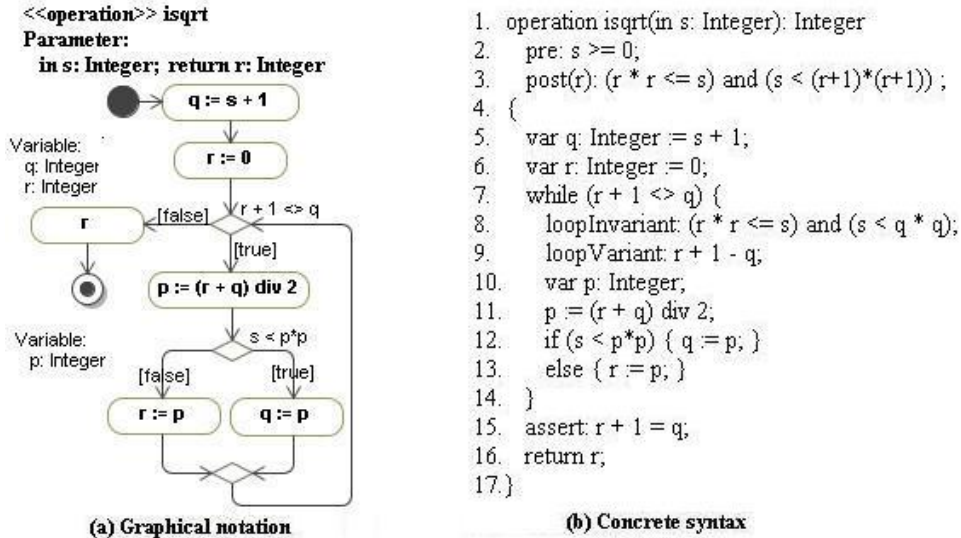 <<operation>> isqrt
Parameter:
in s: Integer; return r: Integer
q := s + 1
Variable:
q: Integer
r: Integer
r := 0
r
[false]
r + 1 <> q
[true]
p := (r + q) div 2
Variable:
p: Integer
s < p*p
[false]
[true]
r := p
q := p
(a) Graphical notation
1. operation isqrt(in s: Integer): Integer
2. pre: s >= 0;
3. post(r): (r * r <= s) and (s < (r+1)*(r+1)) ;
4. {
5. var q: Integer := s + 1;
6. var r: Integer := 0;
7. while (r + 1 <> q) {
8. loopInvariant: (r * r <= s) and (s < q * q);
9. loopVariant: r + 1 - q;
10. var p: Integer;
11. p := (r + q) div 2;
12. if (s < p*p) { q := p; }
13. else { r := p; }
14. }
15. assert: r + 1 = q;
16. return r;
17.}
(b) Concrete syntax